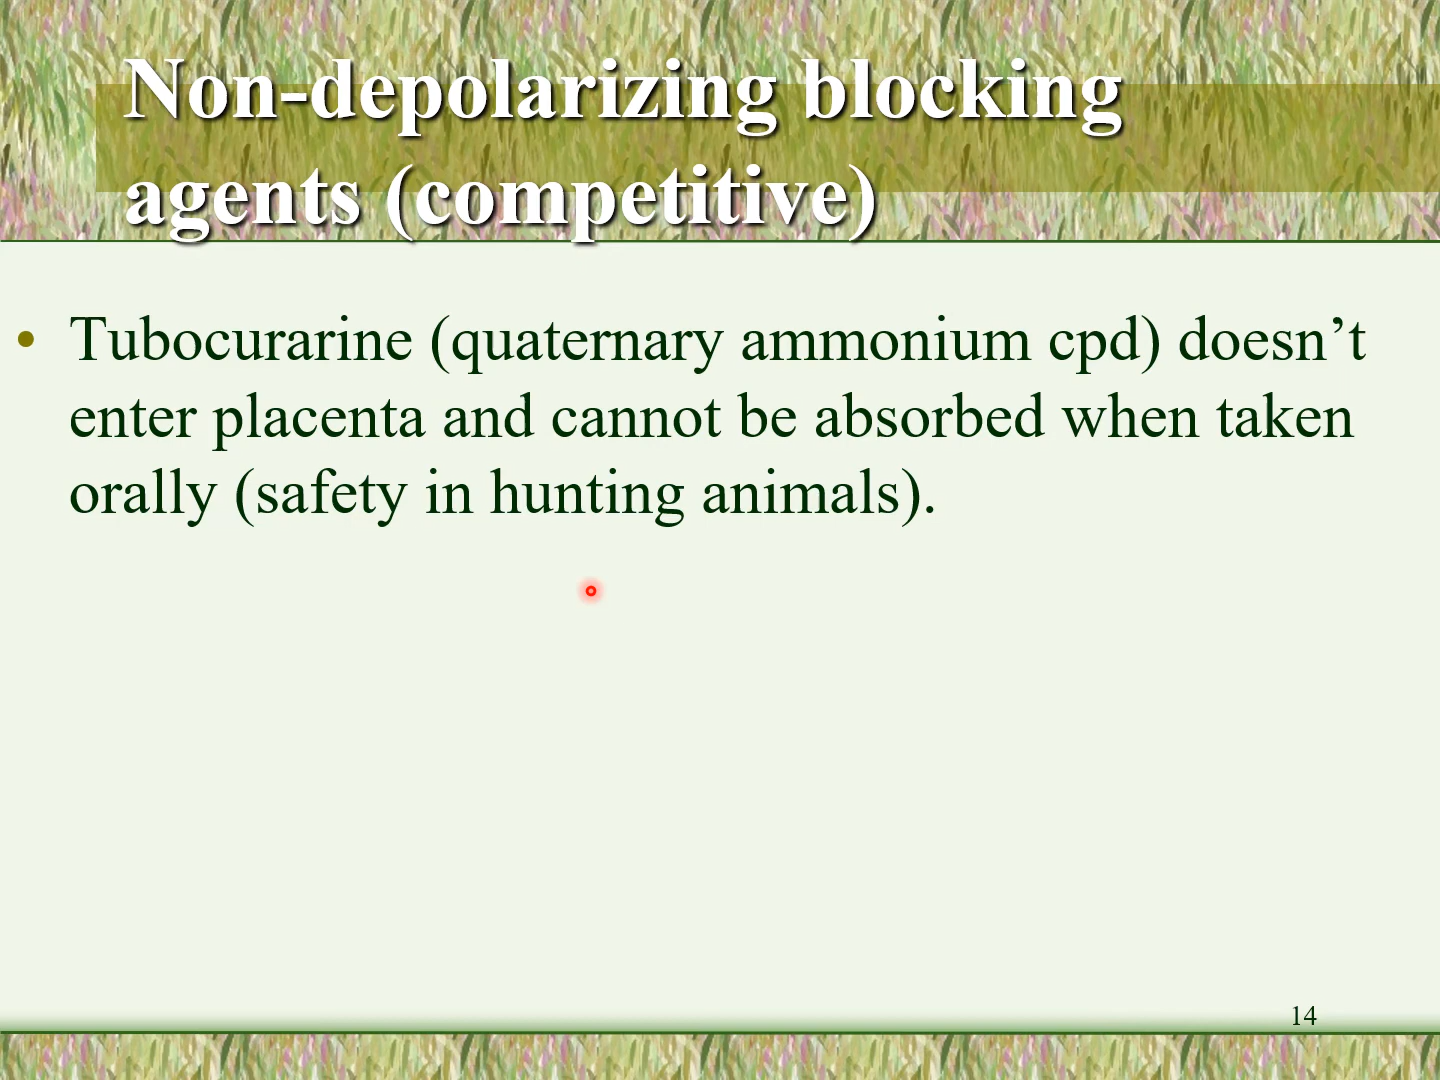 Non-depolarizing blocking
agents (competitive)
• Tubocurarine (quaternary ammonium cpd) doesn’t
enter placenta and cannot be absorbed when taken
orally (safety in hunting animals).
14